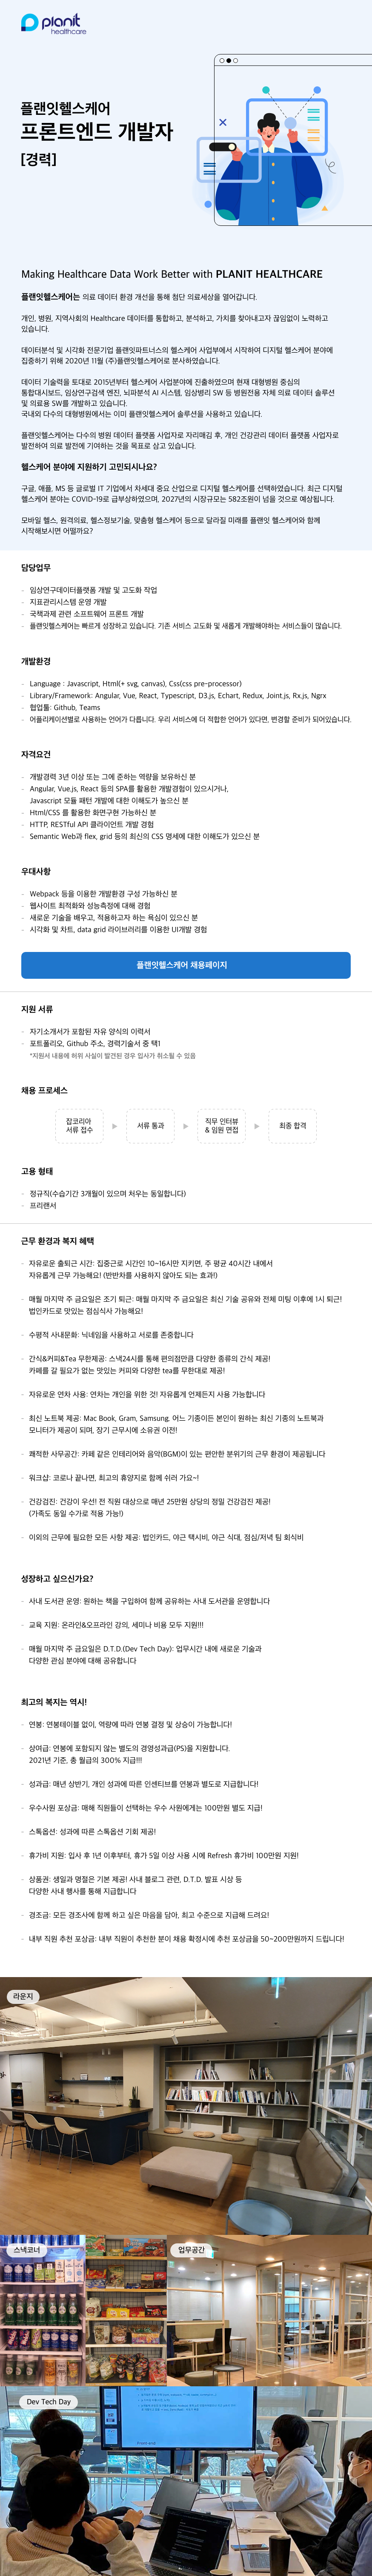 planit
healthcare
플랜잇헬스케어
프론트엔드 개발자
[경력]
Making Healthcare Data Work Better with PLANIT HEALTHCARE
플랜잇헬스케어는 의료 데이터 환경 개선을 통해 첨단 의료세상을 열어갑니다.
개인, 병원, 지역사회의 Healthcare 데이터를 통합하고, 분석하고, 가치를 찾아내고자 끊임없이 노력하고
있습니다.
데이터분석 및 시각화 전문기업 플랜잇파트너스의 헬스케어 사업부에서 시작하여 디지털 헬스케어 분야에
집중하기 위해 2020년 11월 (주)플랜잇헬스케어로 분사하였습니다.
데이터 기술력을 토대로 2015년부터 헬스케어 사업분야에 진출하였으며 현재 대형병원 중심의
통합대시보드, 임상연구검색 엔진, 뇌파분석 AI 시스템, 임상병리 SW 등 병원전용 자체 의료 데이터 솔루션
및 의료용 SW를 개발하고 있습니다.
국내외 다수의 대형병원에서는 이미 플랜잇헬스케어 솔루션을 사용하고 있습니다.
플랜잇헬스케어는 다수의 병원 데이터 플랫폼 사업자로 자리매김 후, 개인 건강관리 데이터 플랫폼 사업자로
발전하여 의료 발전에 기여하는 것을 목표로 삼고 있습니다.
헬스케어 분야에 지원하기 고민되시나요?
구글, 애플, MS 등 글로벌 IT 기업에서 차세대 중요 산업으로 디지털 헬스케어를 선택하였습니다. 최근 디지털
헬스케어 분야는 COVID-19로 급부상하였으며, 2027년의 시장규모는 582조원이 넘을 것으로 예상됩니다.
모바일 헬스, 원격의료, 헬스정보기술, 맞춤형 헬스케어 등으로 달라질 미래를 플랜잇 헬스케어와 함께
시작해보시면 어떨까요?
담당업무
- 임상연구데이터플랫폼 개발 및 고도화 작업
- 지표관리시스템 운영 개발
- 국책과제 관련 소프트웨어 프론트 개발
- 플랜잇헬스케어는 빠르게 성장하고 있습니다. 기존 서비스 고도화 및 새롭게 개발해야하는 서비스들이 많습니다.
개발환경
- Language : Javascript, Html(+ svg, canvas), Css(css pre-processor)
- Library/Framework: Angular, Vue, React, Typescript, D3.js, Echart, Redux, Joint.js, Rx.js, Ngrx
- 협업툴: Github, Teams
- 어플리케이션별로 사용하는 언어가 다릅니다. 우리 서비스에 더 적합한 언어가 있다면, 변경할 준비가 되어있습니다.
자격요건
- 개발경력 3년 이상 또는 그에 준하는 역량을 보유하신 분
- Angular, Vue.js, React 등의 SPA를 활용한 개발경험이 있으시거나,
Javascript 모듈 패턴 개발에 대한 이해도가 높으신 분
- Html/CSS 를 활용한 화면구현 가능하신 분
- HTTP, RESTful API 클라이언트 개발 경험
- Semantic Web과 flex, grid 등의 최신의 CSS 명세에 대한 이해도가 있으신 분
우대사항
- Webpack 등을 이용한 개발환경 구성 가능하신 분
- 웹사이트 최적화와 성능측정에 대해 경험
- 새로운 기술을 배우고, 적용하고자 하는 욕심이 있으신 분
- 시각화 및 차트, data grid 라이브러리를 이용한 UI개발 경험
플랜잇헬스케어 채용페이지
지원 서류
- 자기소개서가 포함된 자유 양식의 이력서
- 포트폴리오, Github 주소, 경력기술서 중 택1
*지원서 내용에 허위 사실이 발견된 경우 입사가 취소될 수 있음
채용 프로세스
잡코리아
서류 접수
서류 통과
직무 인터뷰
& 임원 면접
최종 합격
고용 형태
- 정규직(수습기간 3개월이 있으며 처우는 동일합니다)
- 프리랜서
근무 환경과 복지 혜택
- 자유로운 출퇴근 시간: 집중근로 시간인 10~16시만 지키면, 주 평균 40시간 내에서
자유롭게 근무 가능해요! (반반차를 사용하지 않아도 되는 효과!)
- 매월 마지막 주 금요일은 조기 퇴근: 매월 마지막 주 금요일은 최신 기술 공유와 전체 미팅 이후에 1시 퇴근!
법인카드로 맛있는 점심식사 가능해요!
- 수평적 사내문화: 닉네임을 사용하고 서로를 존중합니다
- 간식&커피&Tea 무한제공: 스낵24시를 통해 편의점만큼 다양한 종류의 간식 제공!
카페를 갈 필요가 없는 맛있는 커피와 다양한 tea를 무한대로 제공!
- 자유로운 연차 사용: 연차는 개인을 위한 것! 자유롭게 언제든지 사용 가능합니다
- 최신 노트북 제공: Mac Book, Gram, Samsung, 어느 기종이든 본인이 원하는 최신 기종의 노트북과
모니터가 제공이 되며, 장기 근무시에 소유권 이전!
- 쾌적한 사무공간: 카페 같은 인테리어와 음악(BGM)이 있는 편안한 분위기의 근무 환경이 제공됩니다
- 워크샵: 코로나 끝나면, 최고의 휴양지로 함께 쉬러 가요~!
- 건강검진: 건강이 우선! 전 직원 대상으로 매년 25만원 상당의 정밀 건강검진 제공!
(가족도 동일 수가로 적용 가능!)
- 이외의 근무에 필요한 모든 사항 제공: 법인카드, 야근 택시비, 야근 식대, 점심/저녁 팀 회식비
성장하고 싶으신가요?
- 사내 도서관 운영: 원하는 책을 구입하여 함께 공유하는 사내 도서관을 운영합니다
- 교육 지원: 온라인&오프라인 강의, 세미나 비용 모두 지원!!!
- 매월 마지막 주 금요일은 D.T.D.(Dev Tech Day): 업무시간 내에 새로운 기술과
다양한 관심 분야에 대해 공유합니다
최고의 복지는 역시!
- 연봉: 연봉테이블 없이, 역량에 따라 연봉 결정 및 상승이 가능합니다!
- 상여급: 연봉에 포함되지 않는 별도의 경영성과급(PS)을 지원합니다.
2021년 기준, 총 월급의 300% 지급!!!
- 성과급: 매년 상반기, 개인 성과에 따른 인센티브를 연봉과 별도로 지급합니다!
- 우수사원 포상금: 매해 직원들이 선택하는 우수 사원에게는 100만원 별도 지급!
- 스톡옵션: 성과에 따른 스톡옵션 기회 제공!
- 휴가비 지원: 입사 후 1년 이후부터, 휴가 5일 이상 사용 시에 Refresh 휴가비 100만원 지원!
- 상품권: 생일과 명절은 기본 제공! 사내 블로그 관련, D.T.D. 발표 시상 등
다양한 사내 행사를 통해 지급합니다
- 경조금: 모든 경조사에 함께 하고 싶은 마음을 담아, 최고 수준으로 지급해 드려요!
- 내부 직원 추천 포상금: 내부 직원이 추천한 분이 채용 확정시에 추천 포상금을 50~200만원까지 드립니다!
라운지
스낵코너
업무공간
Dev Tech Day